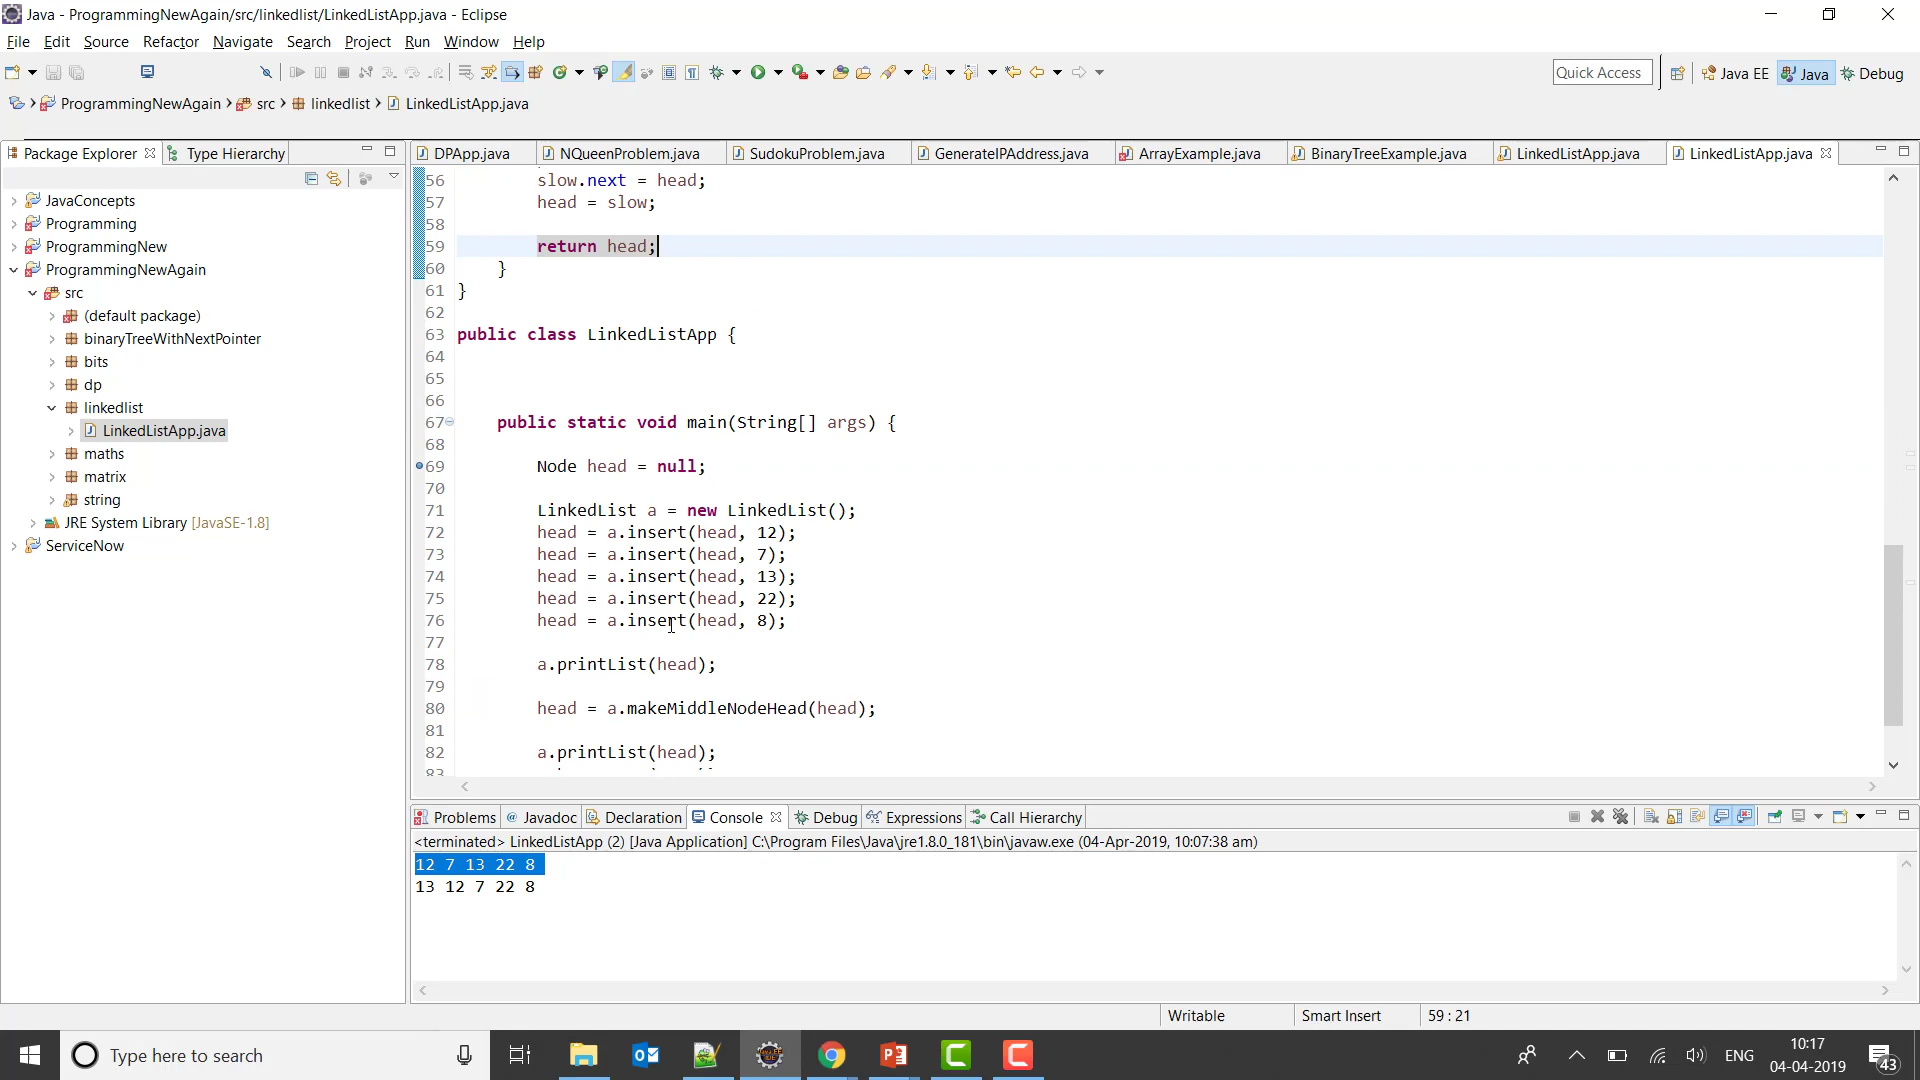 Java - ProgrammingNewAgain/src/linkedlist/LinkedListApp.java - Eclipse
File Edit Source Refactor Navigate Search Project Run Window Help
Quick Access Java EE Java Debug
ProgrammingNewAgain src linkedlist LinkedListApp.java
Package Explorer Type Hierarchy
DPApp.java NQueenProblem.java SudokuProblem.java GenerateIPAddress.java ArrayExample.java BinaryTreeExample.java LinkedListApp.java LinkedListApp.java
JavaConcepts
Programming
ProgrammingNew
ProgrammingNewAgain
src
(default package)
binaryTreeWithNextPointer
bits
dp
linkedlist
LinkedListApp.java
maths
matrix
string
JRE System Library [JavaSE-1.8]
ServiceNow
56 slow.next = head;
57 head = slow;
58
59 return head;
60 }
61 }
62
63 public class LinkedListApp {
64
65
66
67 public static void main(String[] args) {
68
69 Node head = null;
70
71 LinkedList a = new LinkedList();
72 head = a.insert(head, 12);
73 head = a.insert(head, 7);
74 head = a.insert(head, 13);
75 head = a.insert(head, 22);
76 head = a.insert(head, 8);
77
78 a.printList(head);
79
80 head = a.makeMiddleNodeHead(head);
81
82 a.printList(head);
83
Problems @ Javadoc Declaration Console Debug Expressions Call Hierarchy
<terminated> LinkedListApp (2) [Java Application] C:\Program Files\Java\jre1.8.0_181\bin\javaw.exe (04-Apr-2019, 10:07:38 am)
12 7 13 22 8
13 12 7 22 8
Writable Smart Insert 59 : 21
Type here to search
ENG
10:17
04-04-2019
43